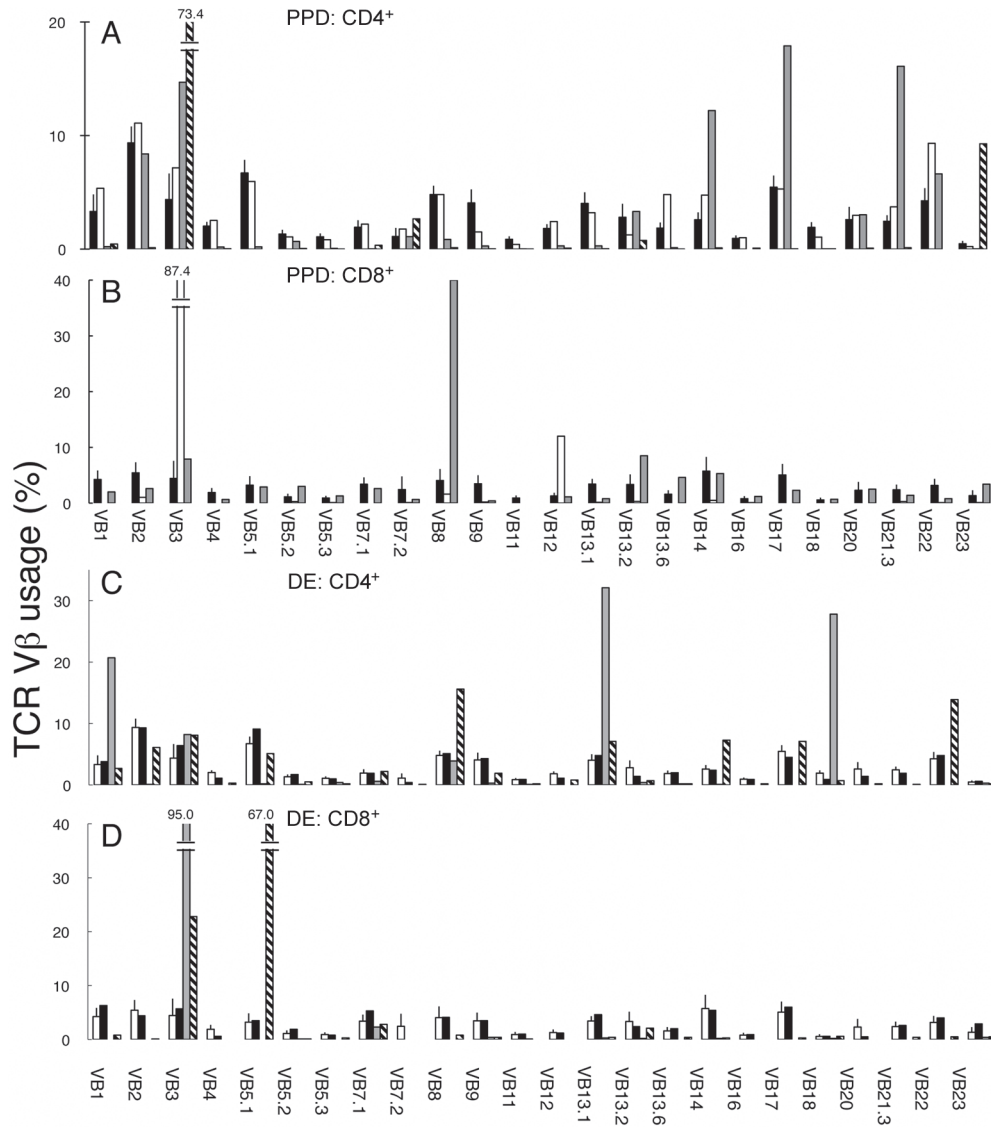 TCR Vβ usage (%)
73.4
A
PPD: CD4+
20
10
0
87.4
B
PPD: CD8+
40
30
20
10
0
VB1
VB2
VB3
VB4
VB5.1
VB5.2
VB5.3
VB7.1
VB7.2
VB8
VB9
VB11
VB12
VB13.1
VB13.2
VB13.6
VB14
VB16
VB17
VB18
VB20
VB21.3
VB22
VB23
C
DE: CD4+
30
20
10
0
95.0
67.0
D
DE: CD8+
40
30
20
10
0
VB1
VB2
VB3
VB4
VB5.1
VB5.2
VB5.3
VB7.1
VB7.2
VB8
VB9
VB11
VB12
VB13.1
VB13.2
VB13.6
VB14
VB16
VB17
VB18
VB20
VB21.3
VB22
VB23